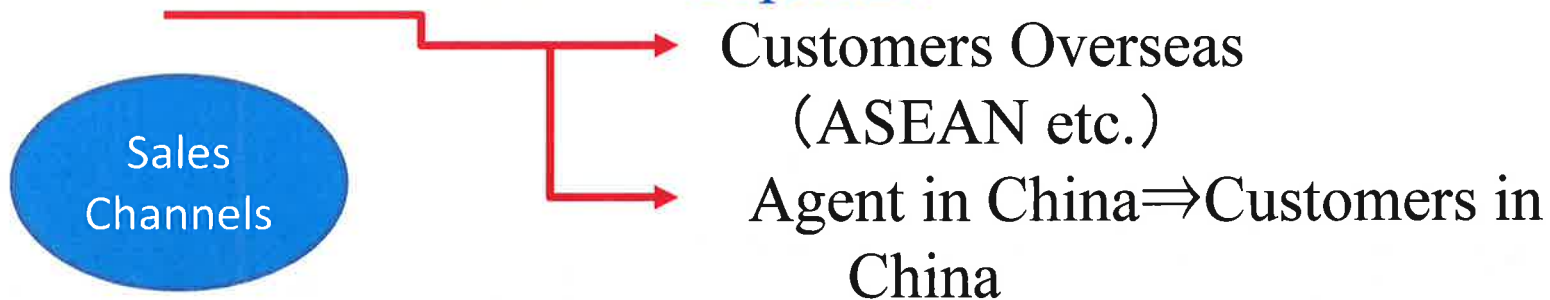 Customers Overseas
（ASEAN etc.）
Sales
Channels
Agent in China⇒Customers in
China